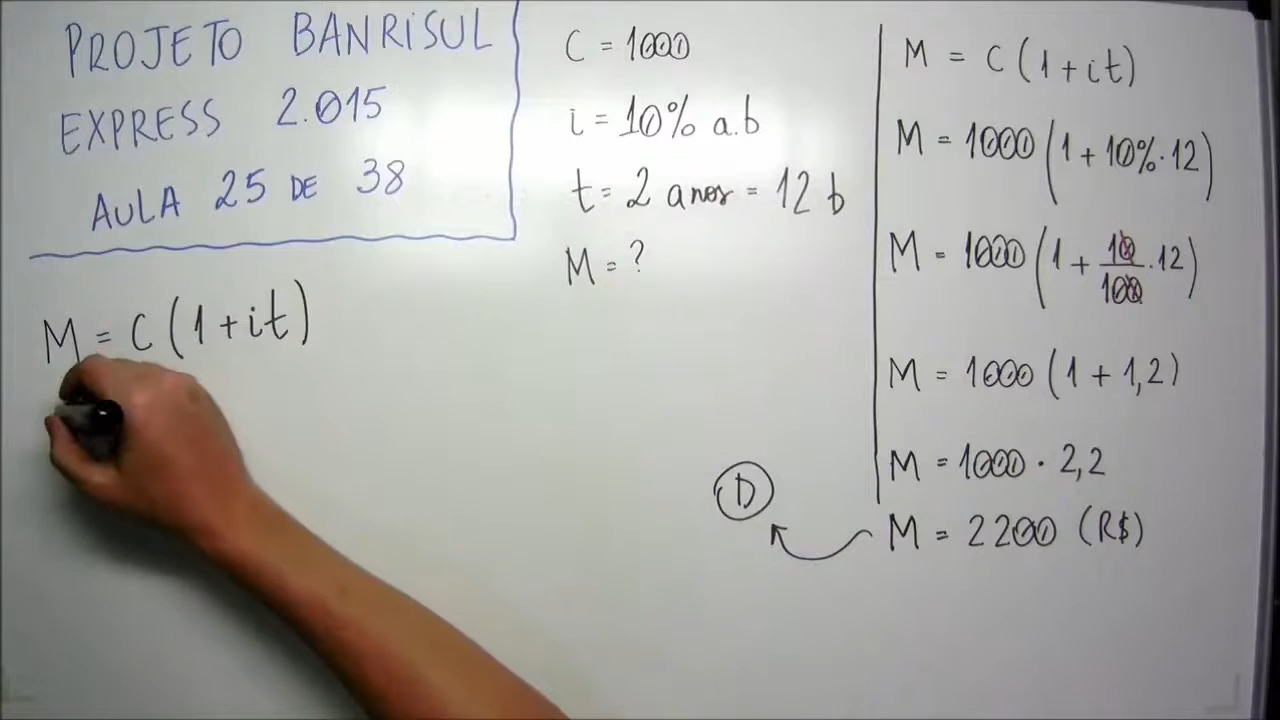 PROJETO BANRISUL
EXPRESS 2.015
AULA 25 DE 38
M = C (1 + it)
C = 1000
i = 10% a.b
t = 2 anos = 12 b
M = ?
M = C (1 + it)
M = 1000 (1 + 10% · 12)
M = 1000 (1 + 10/100 · 12)
M = 1000 (1 + 1,2)
M = 1000 · 2,2
M = 2200 (R$)
D